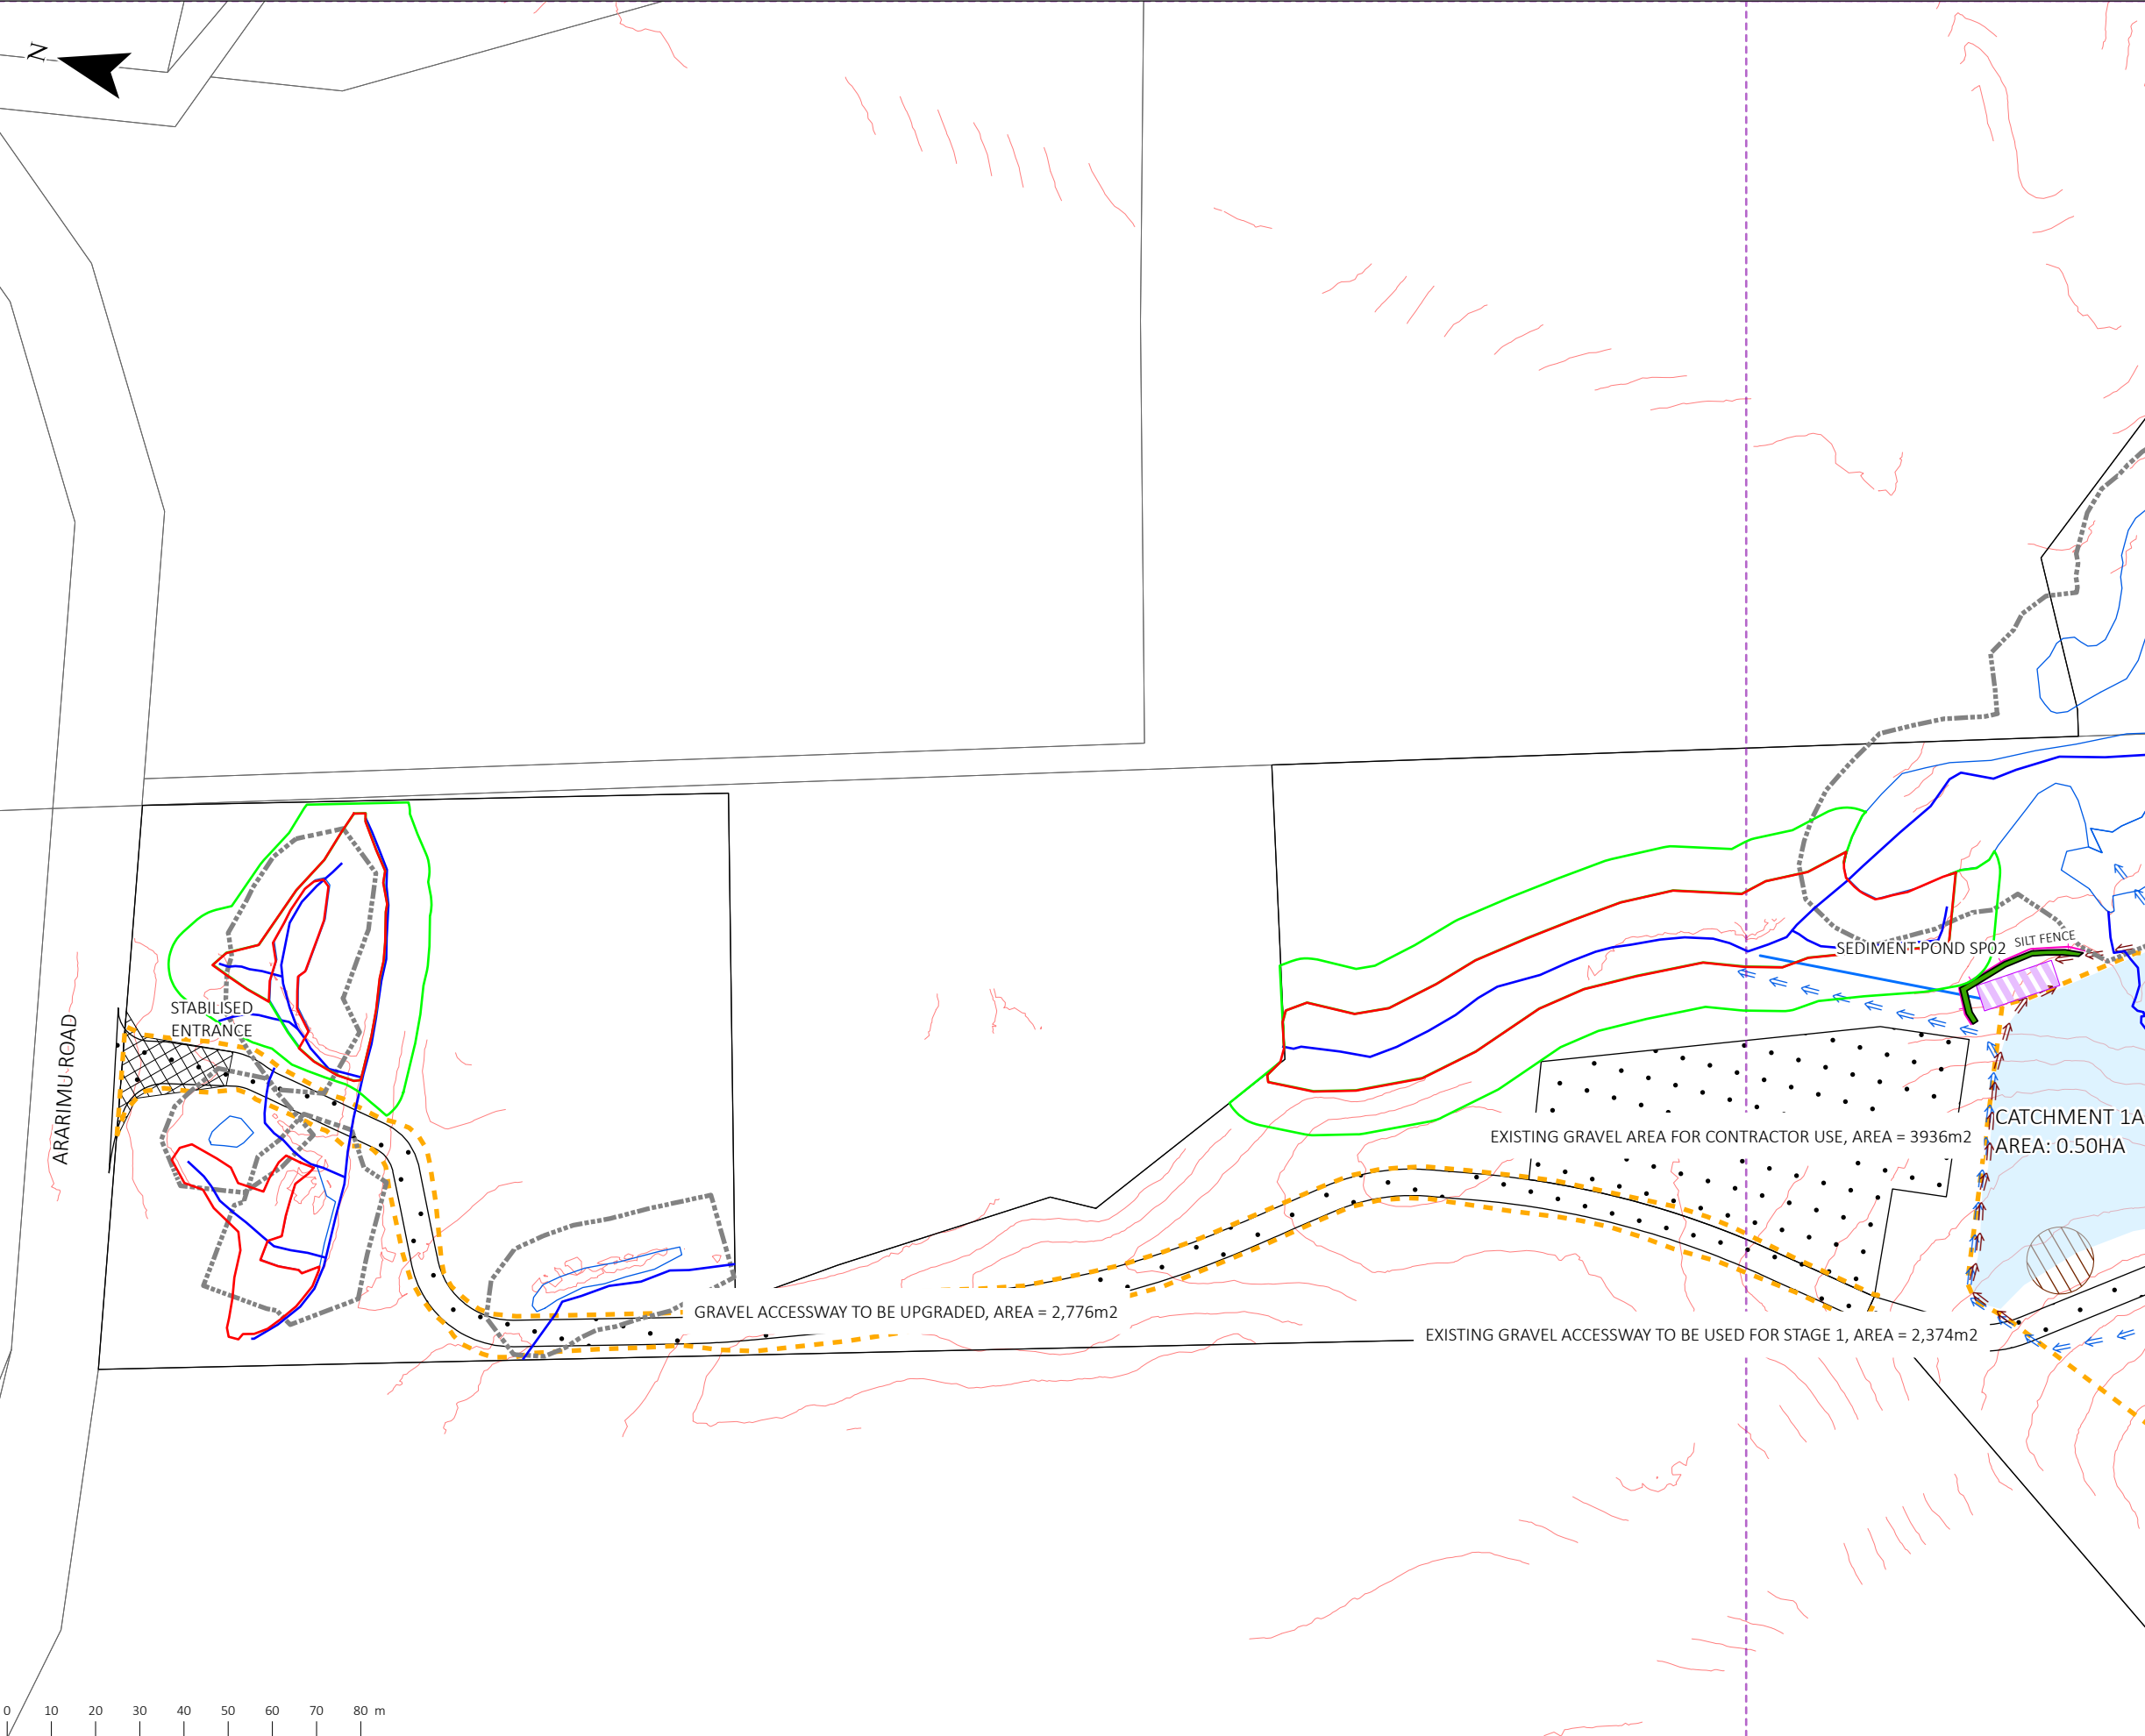 N
SEDIMENT POND SP02
SILT FENCE
STABILISED
ENTRANCE
ARARIMU ROAD
CATCHMENT 1A
AREA: 0.50HA
EXISTING GRAVEL AREA FOR CONTRACTOR USE, AREA = 3936m2
GRAVEL ACCESSWAY TO BE UPGRADED, AREA = 2,776m2
EXISTING GRAVEL ACCESSWAY TO BE USED FOR STAGE 1, AREA = 2,374m2
0 10 20 30 40 50 60 70 80 m